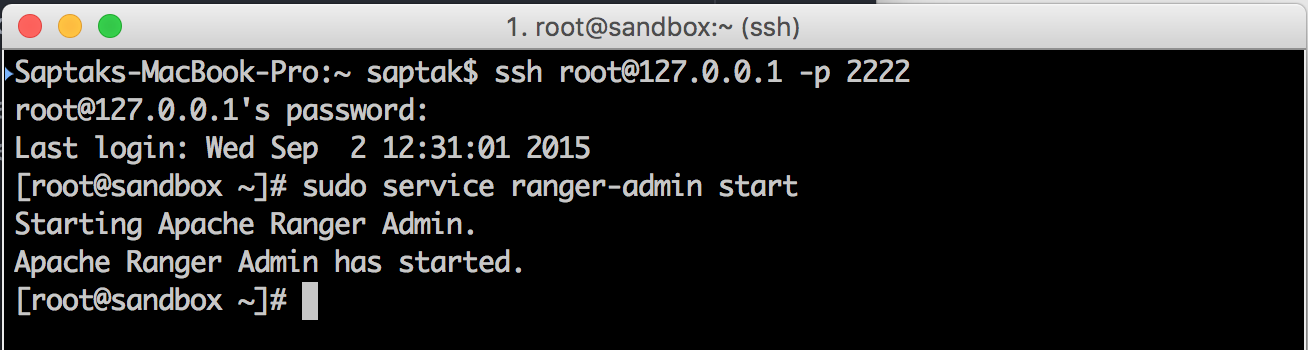 1. root@sandbox:~ (ssh)
Saptaks-MacBook-Pro:~ saptak$ ssh root@127.0.0.1 -p 2222
root@127.0.0.1's password:
Last login: Wed Sep  2 12:31:01 2015
[root@sandbox ~]# sudo service ranger-admin start
Starting Apache Ranger Admin.
Apache Ranger Admin has started.
[root@sandbox ~]#